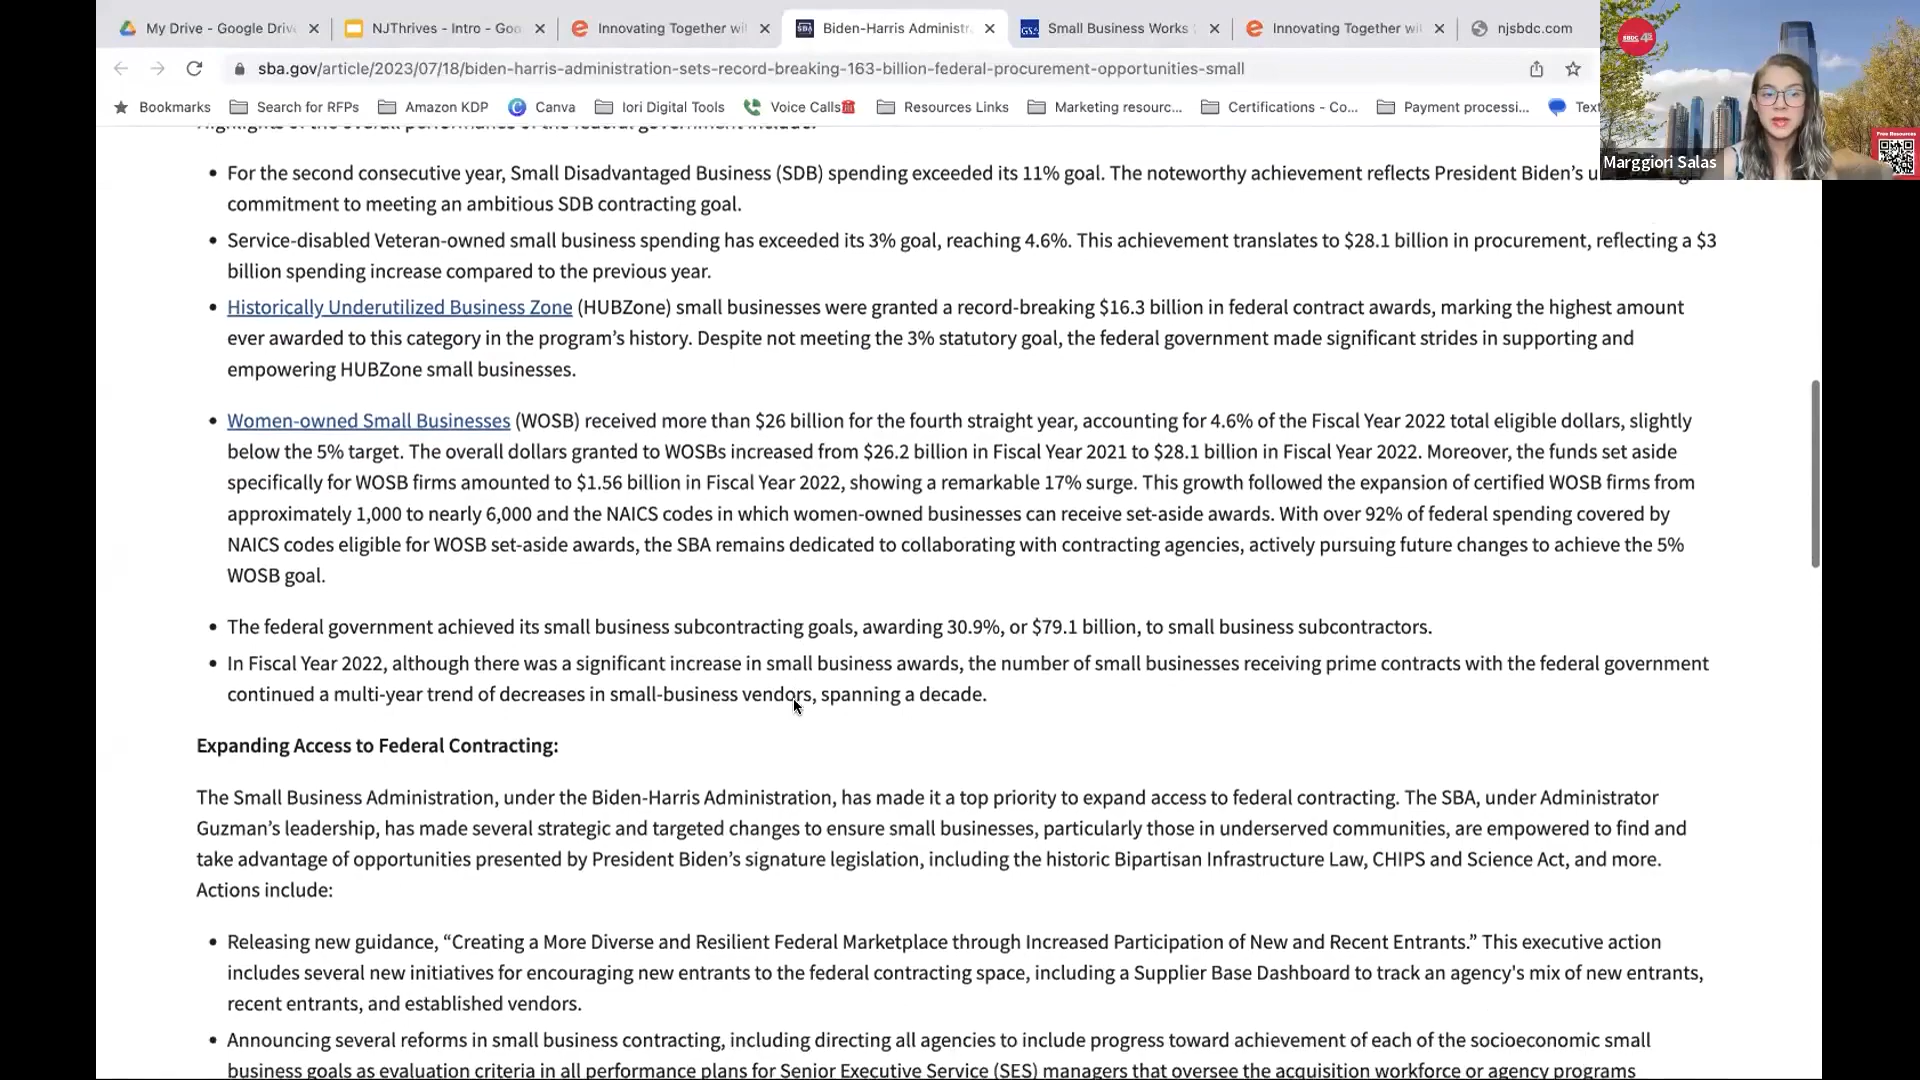 My Drive - Google Driv
NJThrives - Intro - Goo
Innovating Together wi
Biden-Harris Administr
Small Business Works
Innovating Together wi
njsbdc.com
sba.gov/article/2023/07/18/biden-harris-administration-sets-record-breaking-163-billion-federal-procurement-opportunities-small
Bookmarks
Search for RFPs
Amazon KDP
Canva
Iori Digital Tools
Voice Calls
Resources Links
Marketing resourc...
Certifications - Co...
Payment processi...
Text
Marggiori Salas
Free Resources
Highlights of the overall performance of the federal government include:
• For the second consecutive year, Small Disadvantaged Business (SDB) spending exceeded its 11% goal. The noteworthy achievement reflects President Biden’s
commitment to meeting an ambitious SDB contracting goal.
• Service-disabled Veteran-owned small business spending has exceeded its 3% goal, reaching 4.6%. This achievement translates to $28.1 billion in procurement, reflecting a $3
billion spending increase compared to the previous year.
• Historically Underutilized Business Zone (HUBZone) small businesses were granted a record-breaking $16.3 billion in federal contract awards, marking the highest amount
ever awarded to this category in the program’s history. Despite not meeting the 3% statutory goal, the federal government made significant strides in supporting and
empowering HUBZone small businesses.
• Women-owned Small Businesses (WOSB) received more than $26 billion for the fourth straight year, accounting for 4.6% of the Fiscal Year 2022 total eligible dollars, slightly
below the 5% target. The overall dollars granted to WOSBs increased from $26.2 billion in Fiscal Year 2021 to $28.1 billion in Fiscal Year 2022. Moreover, the funds set aside
specifically for WOSB firms amounted to $1.56 billion in Fiscal Year 2022, showing a remarkable 17% surge. This growth followed the expansion of certified WOSB firms from
approximately 1,000 to nearly 6,000 and the NAICS codes in which women-owned businesses can receive set-aside awards. With over 92% of federal spending covered by
NAICS codes eligible for WOSB set-aside awards, the SBA remains dedicated to collaborating with contracting agencies, actively pursuing future changes to achieve the 5%
WOSB goal.
• The federal government achieved its small business subcontracting goals, awarding 30.9%, or $79.1 billion, to small business subcontractors.
• In Fiscal Year 2022, although there was a significant increase in small business awards, the number of small businesses receiving prime contracts with the federal government
continued a multi-year trend of decreases in small-business vendors, spanning a decade.
Expanding Access to Federal Contracting:
The Small Business Administration, under the Biden-Harris Administration, has made it a top priority to expand access to federal contracting. The SBA, under Administrator
Guzman’s leadership, has made several strategic and targeted changes to ensure small businesses, particularly those in underserved communities, are empowered to find and
take advantage of opportunities presented by President Biden’s signature legislation, including the historic Bipartisan Infrastructure Law, CHIPS and Science Act, and more.
Actions include:
• Releasing new guidance, “Creating a More Diverse and Resilient Federal Marketplace through Increased Participation of New and Recent Entrants.” This executive action
includes several new initiatives for encouraging new entrants to the federal contracting space, including a Supplier Base Dashboard to track an agency's mix of new entrants,
recent entrants, and established vendors.
• Announcing several reforms in small business contracting, including directing all agencies to include progress toward achievement of each of the socioeconomic small
business goals as evaluation criteria in all performance plans for Senior Executive Service (SES) managers that oversee the acquisition workforce or agency programs